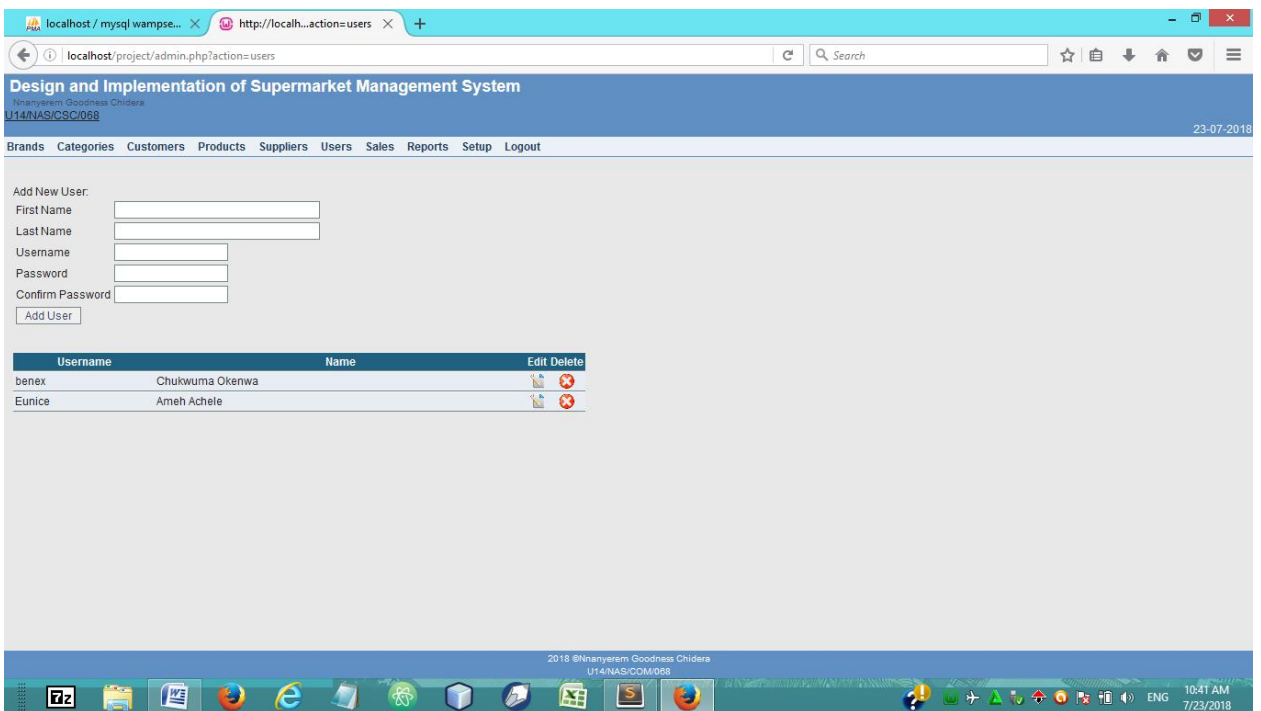 localhost / mysql wampse...
http://localh...action=users
localhost/project/admin.php?action=users
Search
Design and Implementation of Supermarket Management System
Nnanyerem Goodness Chidera
U14/NAS/CSC/068
23-07-2018
Brands Categories Customers Products Suppliers Users Sales Reports Setup Logout
Add New User:
First Name
Last Name
Username
Password
Confirm Password
Add User
Username Name Edit Delete
benex Chukwuma Okenwa
Eunice Ameh Achele
2018 ©Nnanyerem Goodness Chidera
U14/NAS/COM/068
7z
ENG
10:41 AM
7/23/2018